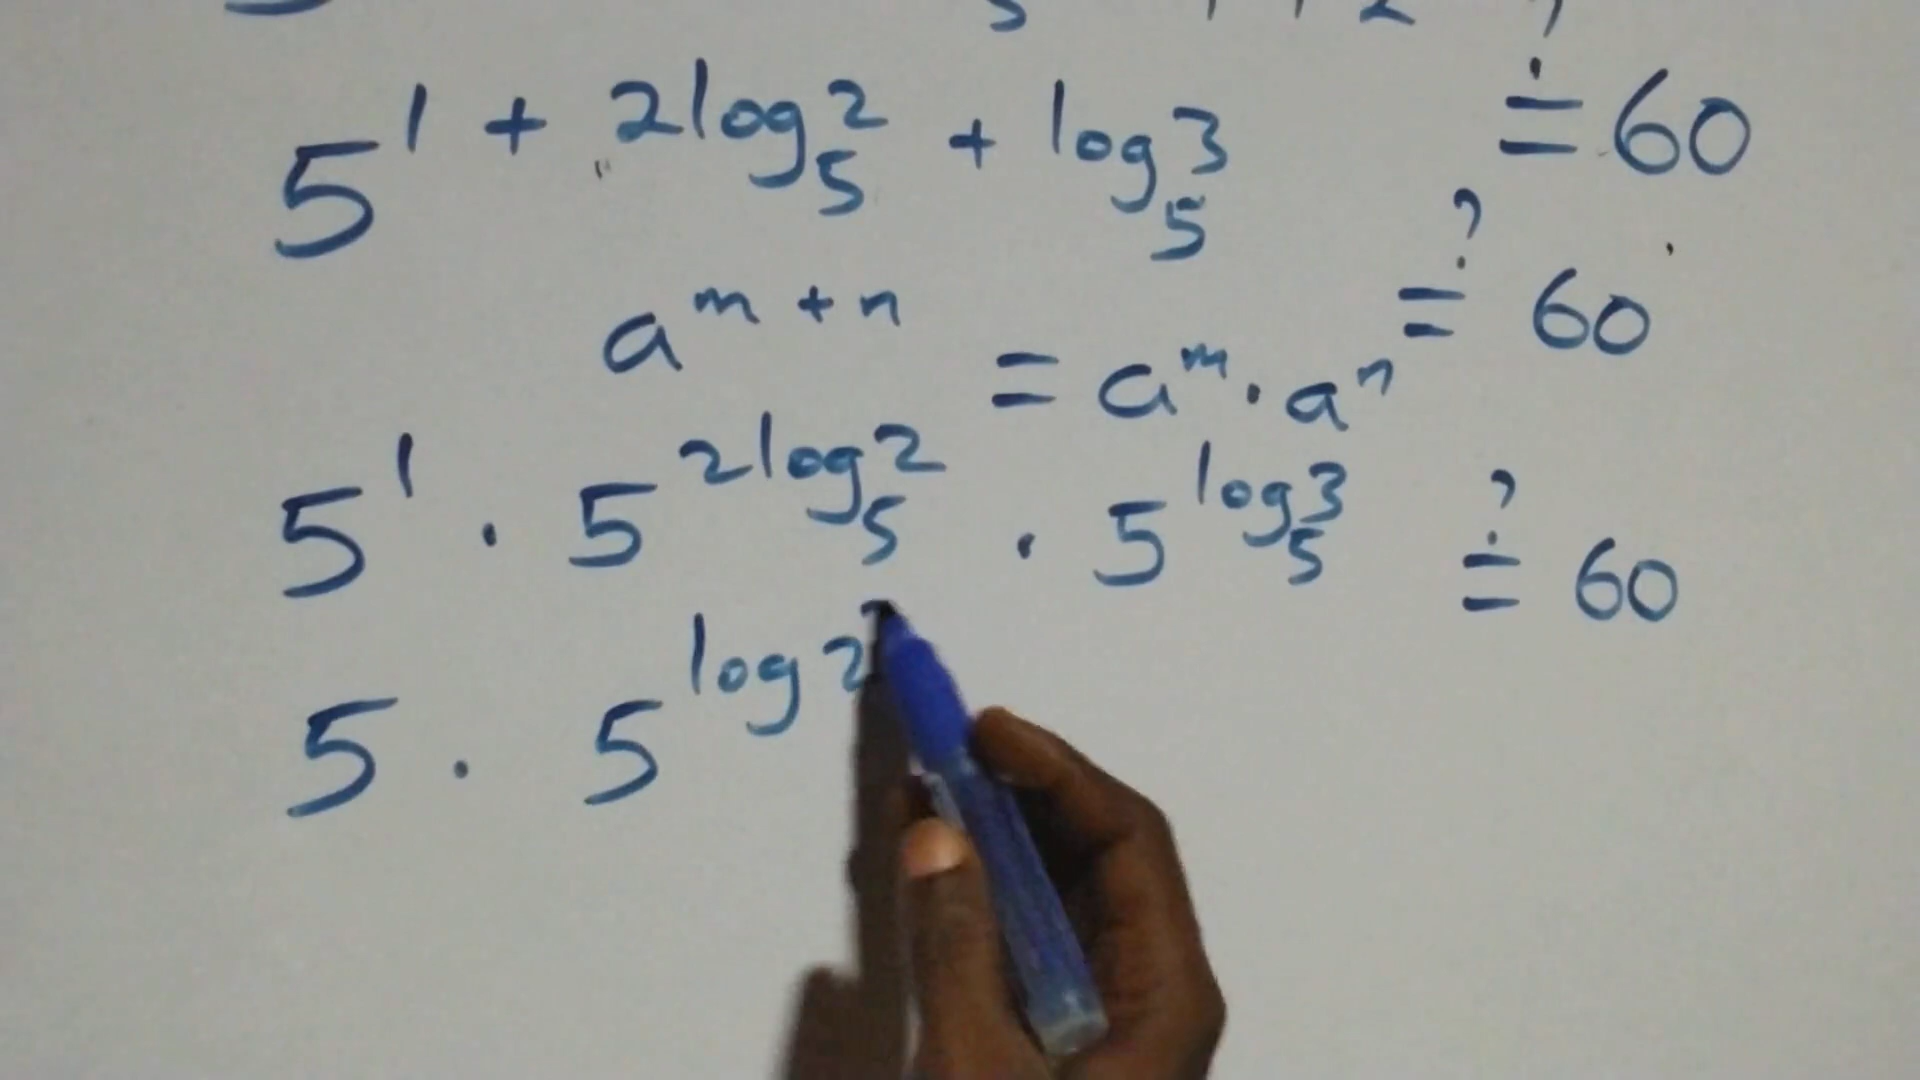 5^1 + 2log_5 2 + log_5 3 ≟ 60
a^m + n = a^m · a^n ≟ 60
5^1 · 5^2log_5 2 · 5^log_5 3 ≟ 60
5 · 5^log 2